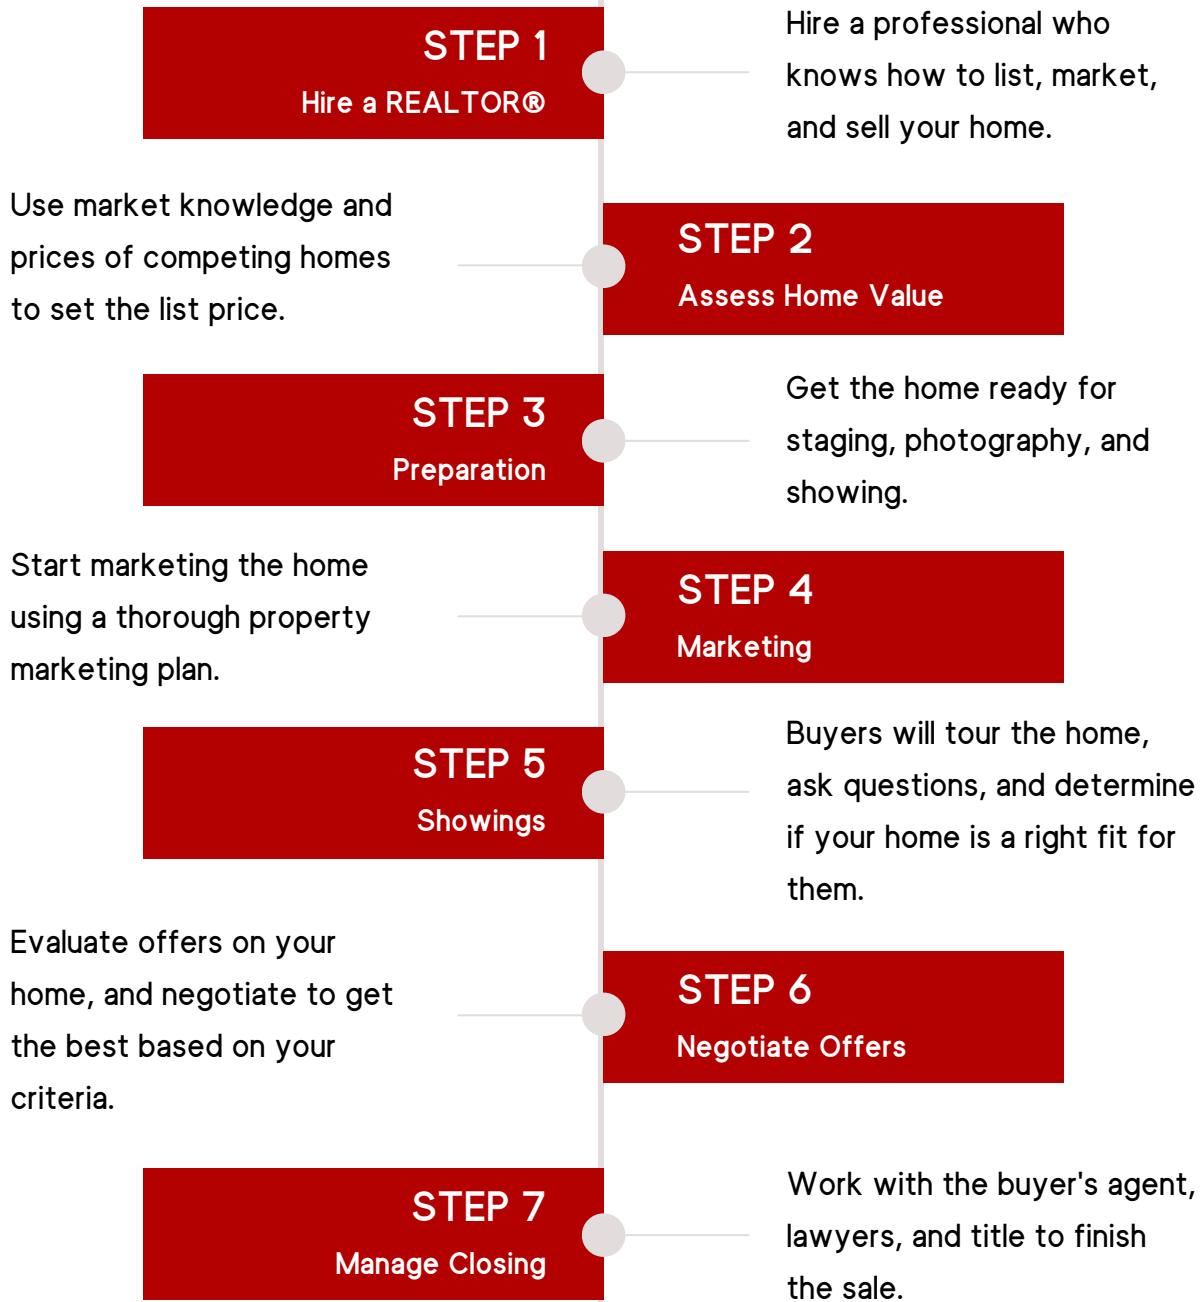 STEP 1
Hire a REALTOR®
Hire a professional who
knows how to list, market,
and sell your home.
STEP 2
Assess Home Value
Use market knowledge and
prices of competing homes
to set the list price.
STEP 3
Preparation
Get the home ready for
staging, photography, and
showing.
STEP 4
Marketing
Start marketing the home
using a thorough property
marketing plan.
STEP 5
Showings
Buyers will tour the home,
ask questions, and determine
if your home is a right fit for
them.
STEP 6
Negotiate Offers
Evaluate offers on your
home, and negotiate to get
the best based on your
criteria.
STEP 7
Manage Closing
Work with the buyer's agent,
lawyers, and title to finish
the sale.